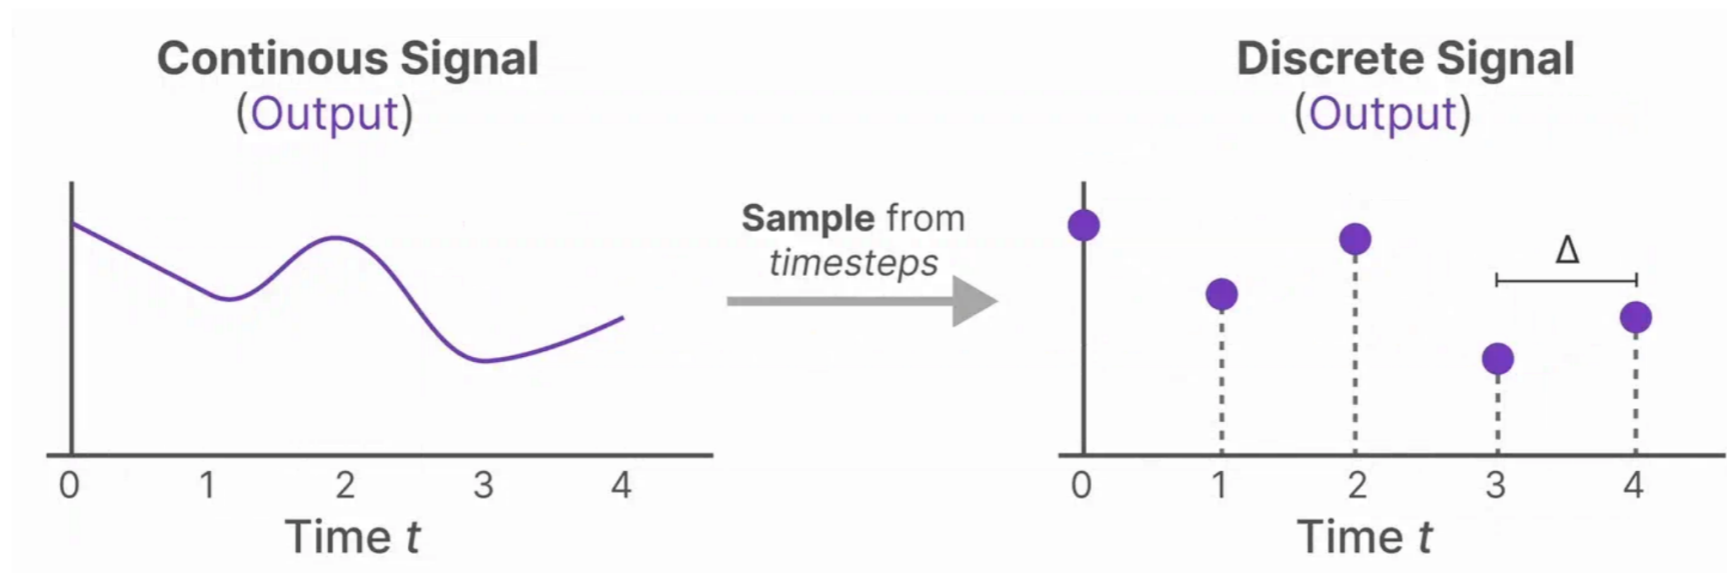 Continous Signal
(Output)
0 1 2 3 4
Time t
Sample from
timesteps
Discrete Signal
(Output)
Δ
0 1 2 3 4
Time t